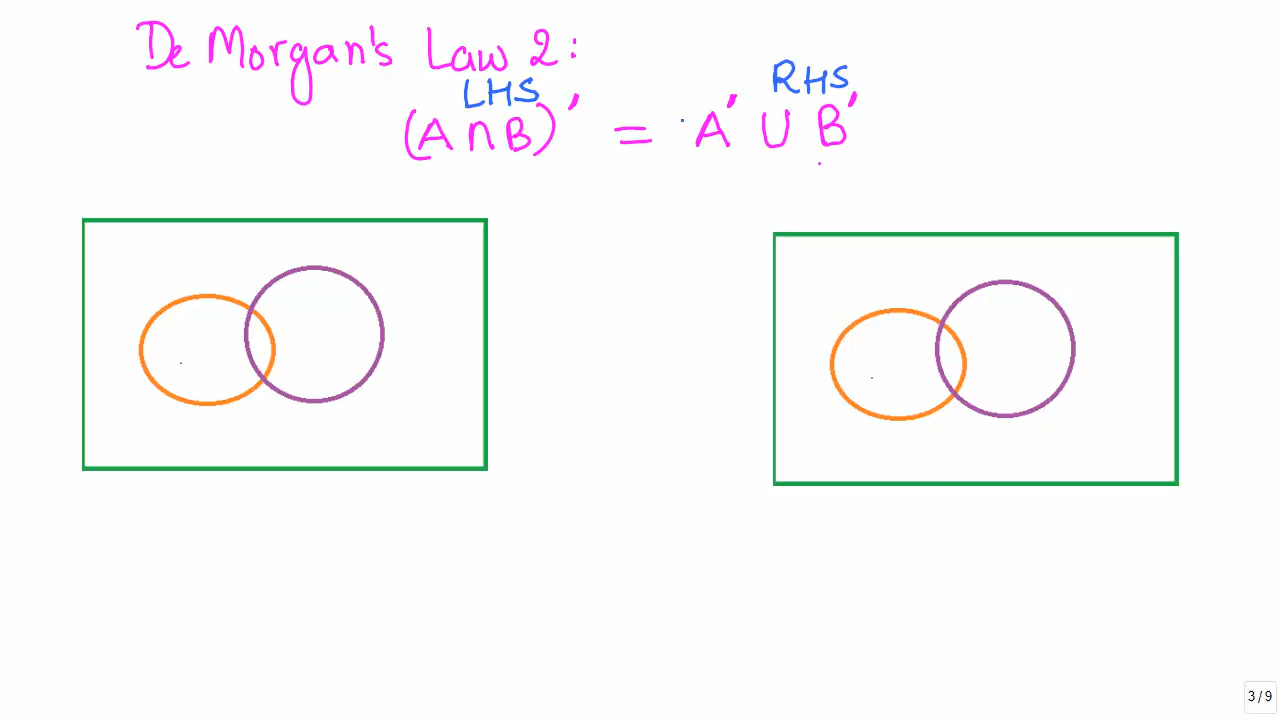 De Morgan's Law 2:
LHS RHS
(A ∩ B)' = A' ∪ B'
3 / 9